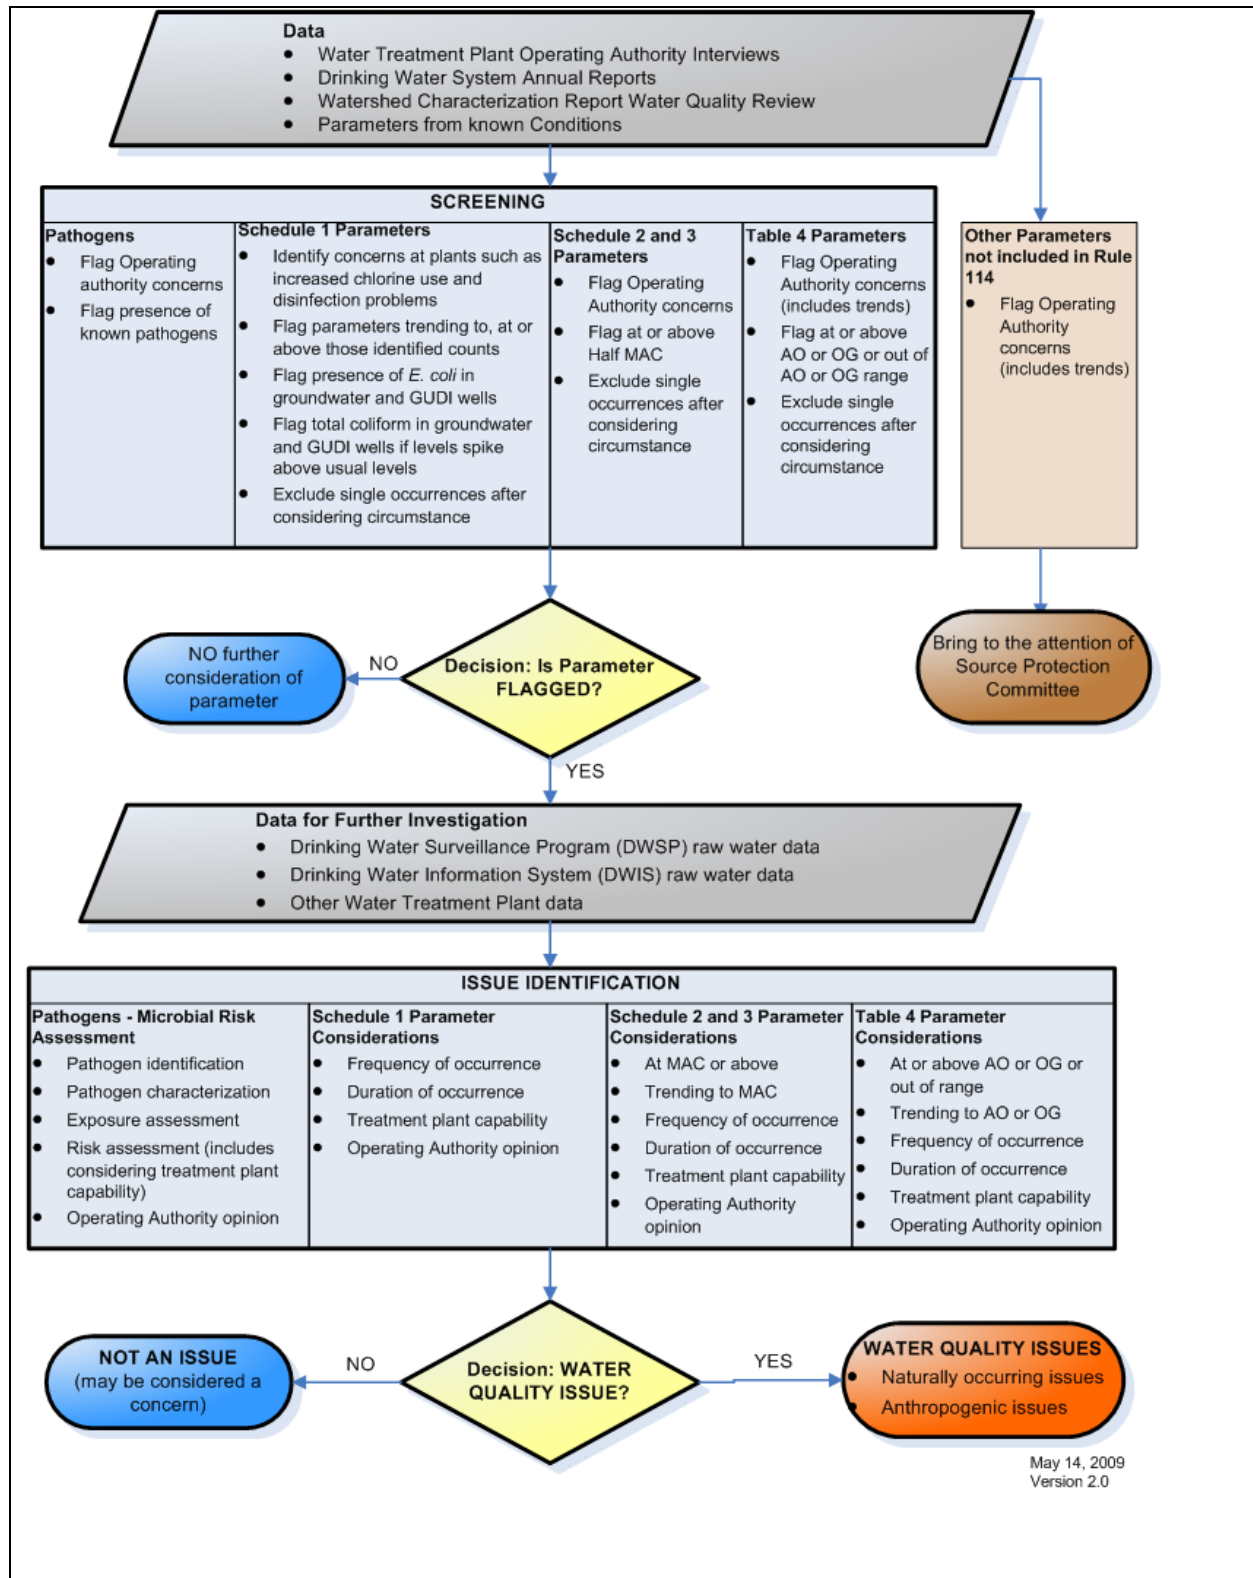 Data
● Water Treatment Plant Operating Authority Interviews
● Drinking Water System Annual Reports
● Watershed Characterization Report Water Quality Review
● Parameters from known Conditions
SCREENING
Pathogens
● Flag Operating
authority concerns
● Flag presence of
known pathogens
Schedule 1 Parameters
● Identify concerns at plants such as
increased chlorine use and
disinfection problems
● Flag parameters trending to, at or
above those identified counts
● Flag presence of E. coli in
groundwater and GUDI wells
● Flag total coliform in groundwater
and GUDI wells if levels spike
above usual levels
● Exclude single occurrences after
considering circumstance
Schedule 2 and 3
Parameters
● Flag Operating
Authority concerns
● Flag at or above
Half MAC
● Exclude single
occurrences after
considering
circumstance
Table 4 Parameters
● Flag Operating
Authority concerns
(includes trends)
● Flag at or above
AO or OG or out of
AO or OG range
● Exclude single
occurrences after
considering
circumstance
Other Parameters
not included in Rule
114
● Flag Operating
Authority
concerns
(includes trends)
NO further
consideration of
parameter
NO
Decision: Is Parameter
FLAGGED?
Bring to the attention of
Source Protection
Committee
YES
Data for Further Investigation
● Drinking Water Surveillance Program (DWSP) raw water data
● Drinking Water Information System (DWIS) raw water data
● Other Water Treatment Plant data
ISSUE IDENTIFICATION
Pathogens - Microbial Risk
Assessment
● Pathogen identification
● Pathogen characterization
● Exposure assessment
● Risk assessment (includes
considering treatment plant
capability)
● Operating Authority opinion
Schedule 1 Parameter
Considerations
● Frequency of occurrence
● Duration of occurrence
● Treatment plant capability
● Operating Authority opinion
Schedule 2 and 3 Parameter
Considerations
● At MAC or above
● Trending to MAC
● Frequency of occurrence
● Duration of occurrence
● Treatment plant capability
● Operating Authority
opinion
Table 4 Parameter
Considerations
● At or above AO or OG or
out of range
● Trending to AO or OG
● Frequency of occurrence
● Duration of occurrence
● Treatment plant capability
● Operating Authority opinion
NOT AN ISSUE
(may be considered a
concern)
NO
Decision: WATER
QUALITY ISSUE?
YES
WATER QUALITY ISSUES
● Naturally occurring issues
● Anthropogenic issues
May 14, 2009
Version 2.0